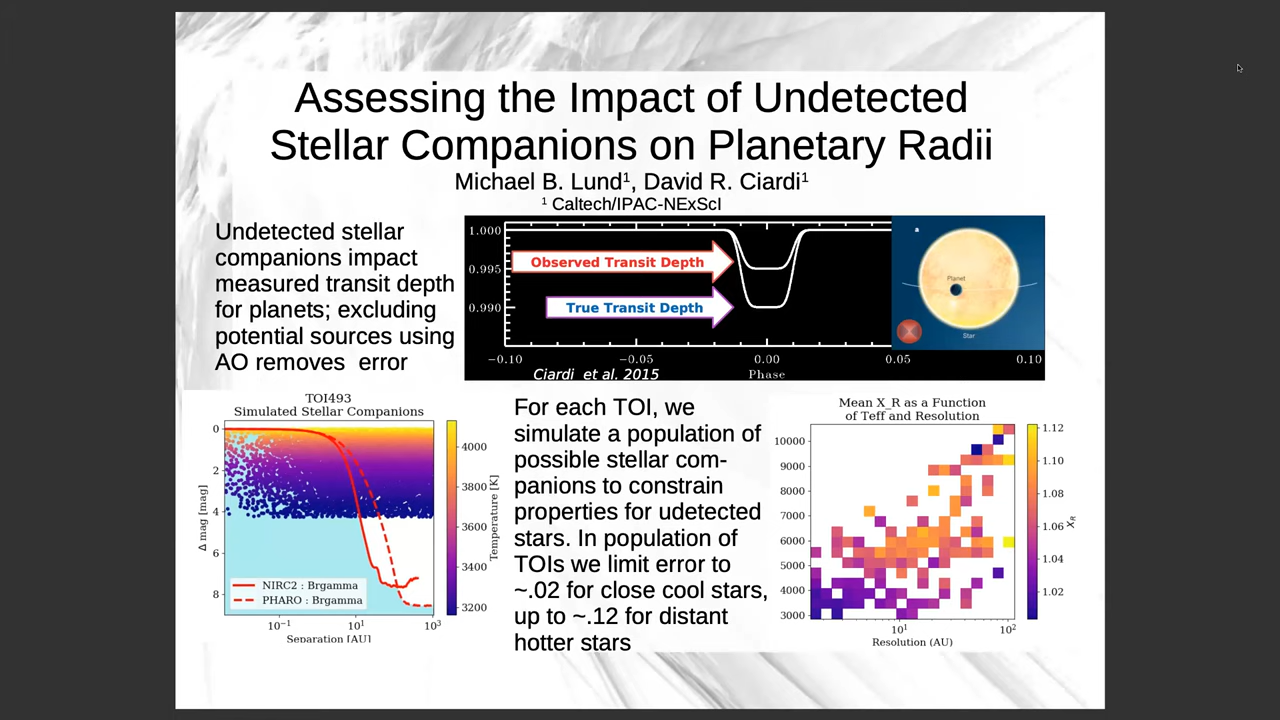 Assessing the Impact of Undetected
Stellar Companions on Planetary Radii
Michael B. Lund¹, David R. Ciardi¹
¹ Caltech/IPAC-NExScI
Undetected stellar
companions impact
measured transit depth
for planets; excluding
potential sources using
AO removes error
1.000
0.995
0.990
Observed Transit Depth
True Transit Depth
−0.10 −0.05 0.00 0.05 0.10
Phase
Ciardi et al. 2015
a
Planet
Star
TOI493
Simulated Stellar Companions
0
2
4
6
8
Δ mag [mag]
NIRC2 : Brgamma
PHARO : Brgamma
10⁻¹ 10¹ 10³
Separation [AU]
4000
3800
3600
3400
3200
Temperature [K]
For each TOI, we
simulate a population of
possible stellar com-
panions to constrain
properties for udetected
stars. In population of
TOIs we limit error to
~.02 for close cool stars,
up to ~.12 for distant
hotter stars
Mean X_R as a Function
of Teff and Resolution
10000
9000
8000
7000
6000
5000
4000
3000
10¹ 10²
Resolution (AU)
1.12
1.10
1.08
1.06
1.04
1.02
X_R